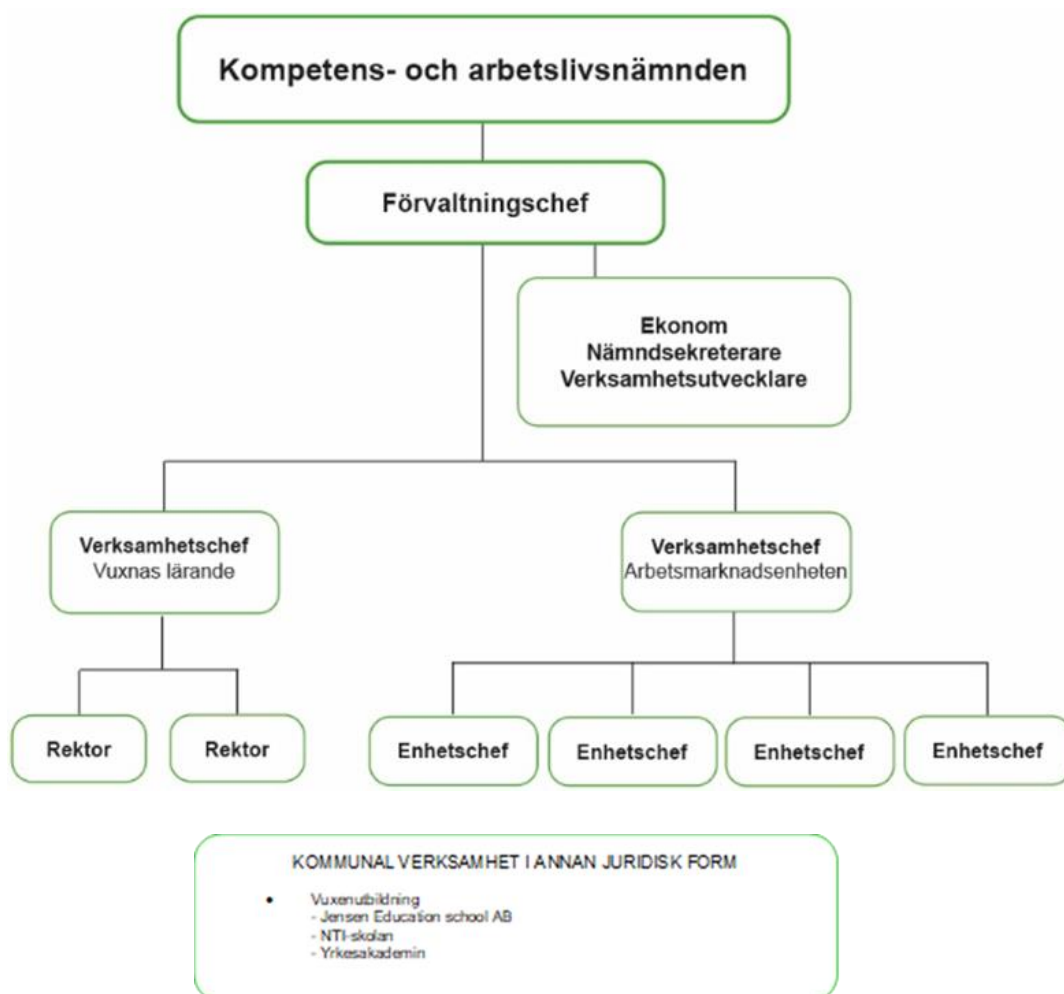 Kompetens- och arbetslivsnämnden
Förvaltningschef
Ekonom
Nämndsekreterare
Verksamhetsutvecklare
Verksamhetschef
Vuxnas lärande
Verksamhetschef
Arbetsmarknadsenheten
Rektor
Rektor
Enhetschef
Enhetschef
Enhetschef
Enhetschef
KOMMUNAL VERKSAMHET I ANNAN JURIDISK FORM
• Vuxenutbildning
- Jensen Education school AB
- NTI-skolan
- Yrkesakademin